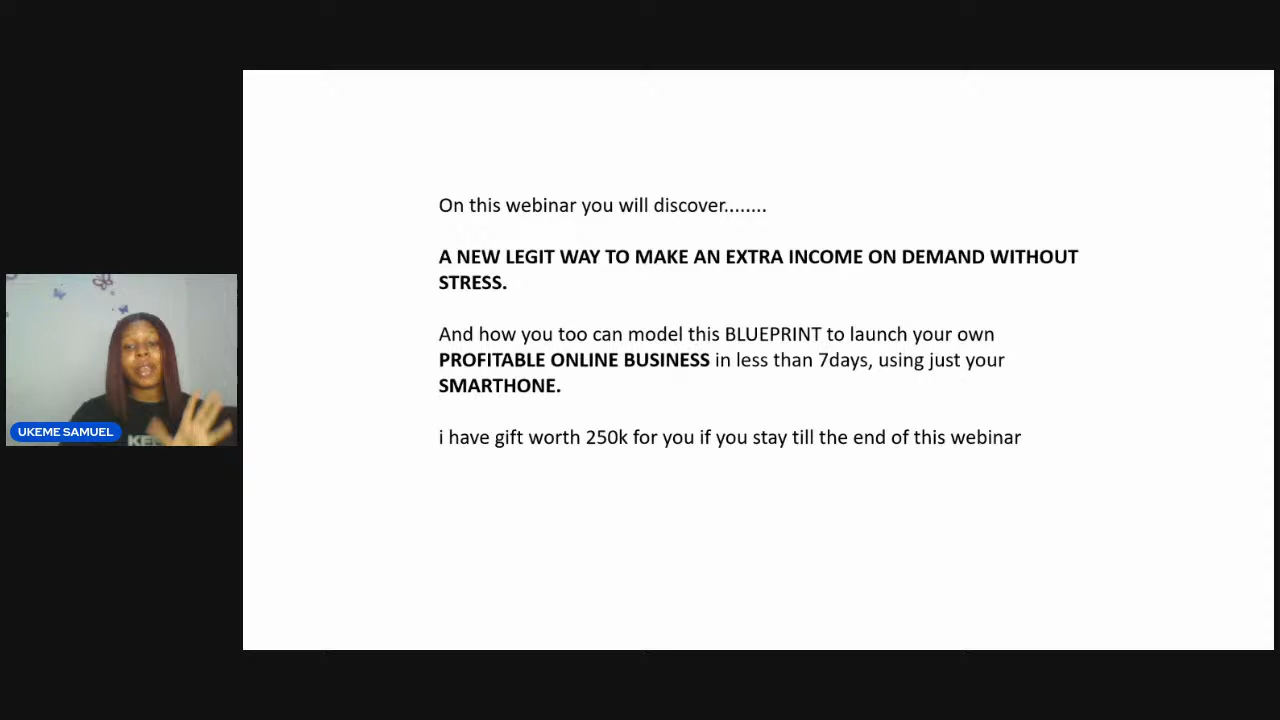 On this webinar you will discover........
A NEW LEGIT WAY TO MAKE AN EXTRA INCOME ON DEMAND WITHOUT
STRESS.
And how you too can model this BLUEPRINT to launch your own
PROFITABLE ONLINE BUSINESS in less than 7days, using just your
SMARTHONE.
i have gift worth 250k for you if you stay till the end of this webinar
UKEME SAMUEL